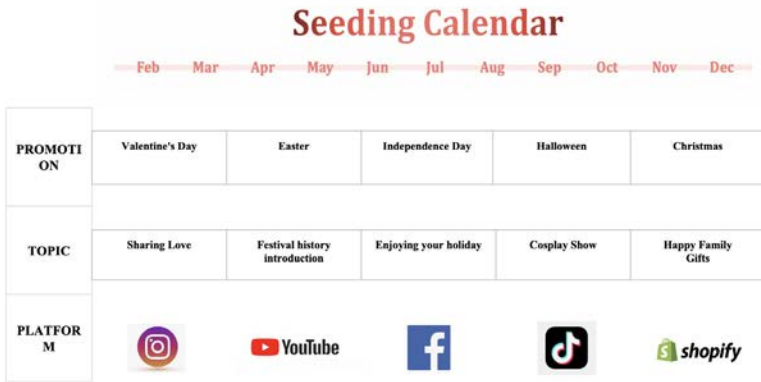 Seeding Calendar
Feb Mar Apr May Jun Jul Aug Sep Oct Nov Dec
PROMOTI
ON
Valentine's Day
Easter
Independence Day
Halloween
Christmas
TOPIC
Sharing Love
Festival history
introduction
Enjoying your holiday
Cosplay Show
Happy Family
Gifts
PLATFOR
M
YouTube
shopify